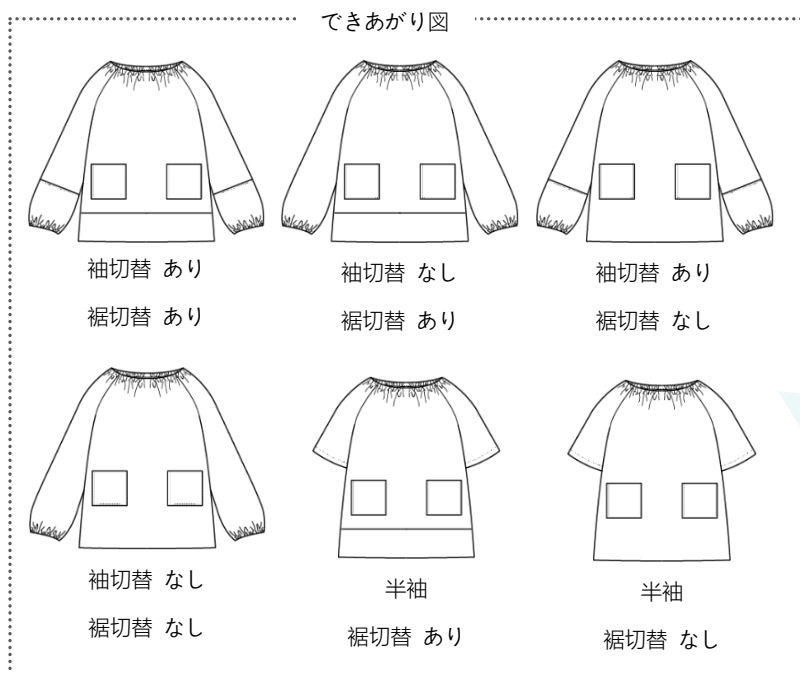 できあがり図
袖切替 あり
裾切替 あり
袖切替 なし
裾切替 あり
袖切替 あり
裾切替 なし
袖切替 なし
裾切替 なし
半袖
裾切替 あり
半袖
裾切替 なし